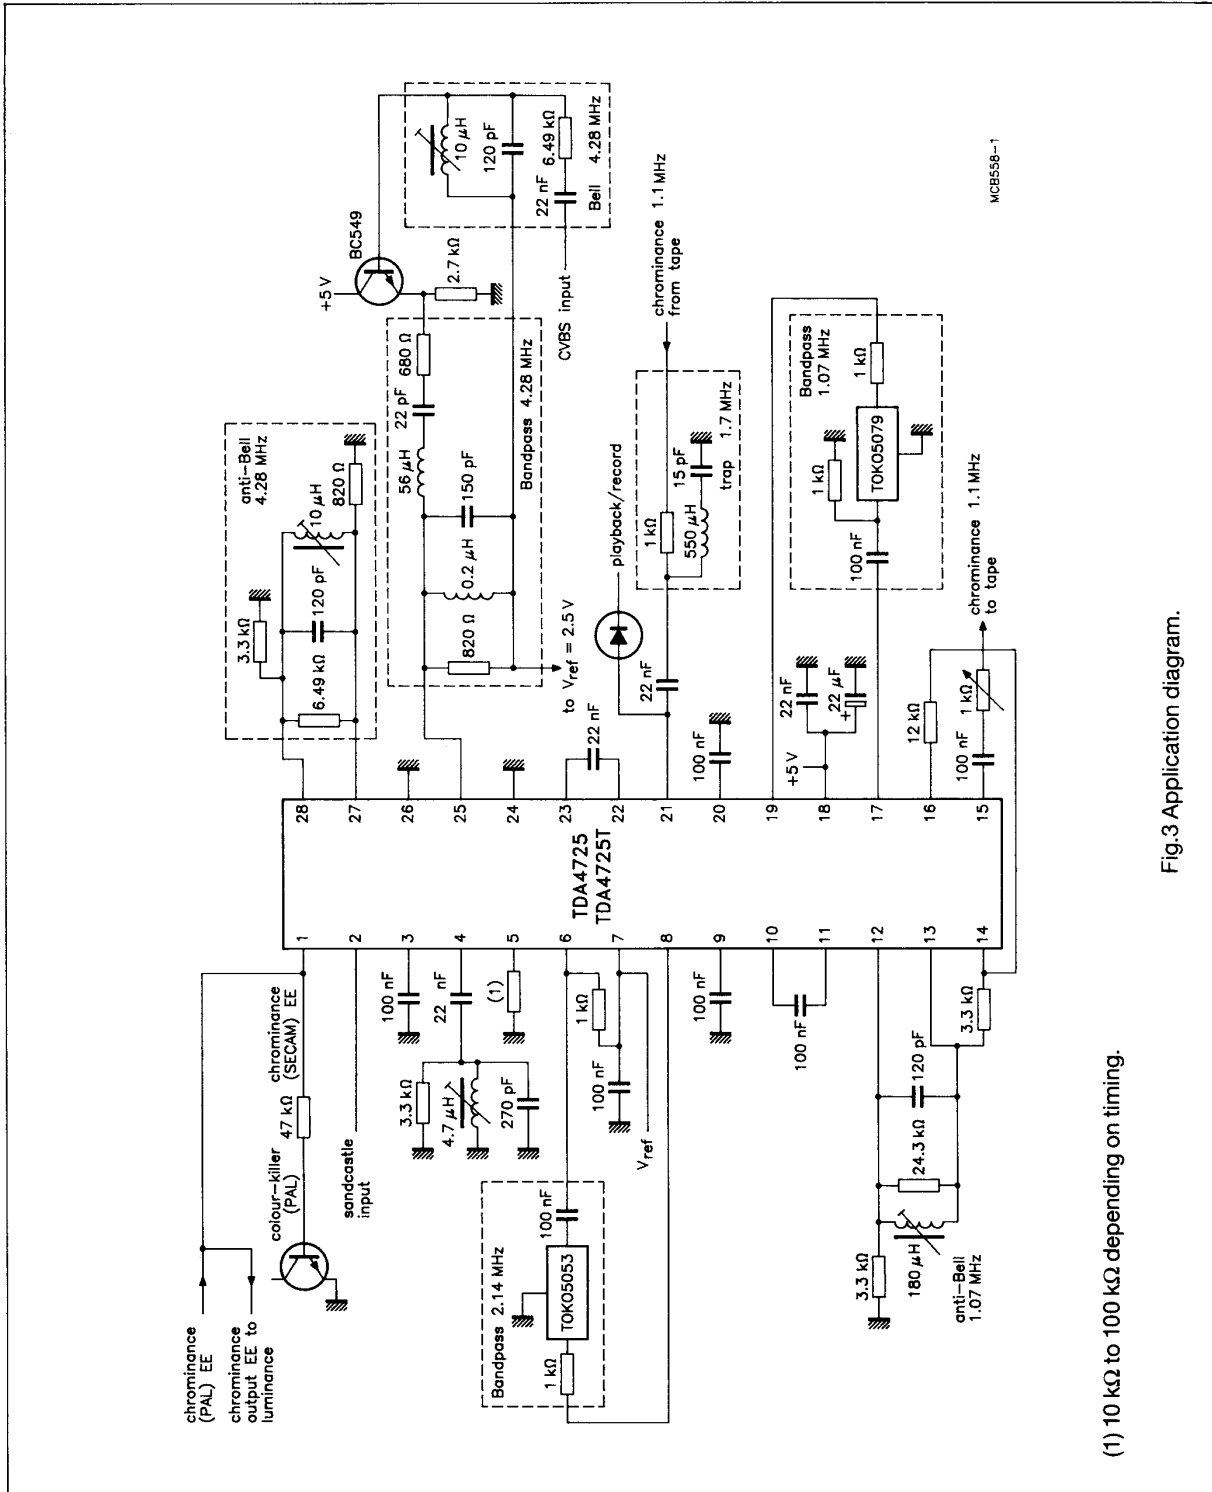 chrominance
(PAL) EE
chrominance
output EE to
luminance
colour-killer
(PAL)
47 kΩ
chrominance
(SECAM) EE
sandcastle
input
100 nF
22 nF
3.3 kΩ
4.7 µH
270 pF
(1)
1 kΩ
100 nF
Vref
Bandpass 2.14 MHz
1 kΩ
TOKO5053
100 nF
100 nF
100 nF
3.3 kΩ
180 µH
anti-Bell
1.07 MHz
24.3 kΩ
120 pF
3.3 kΩ
1
2
3
4
5
6
7
8
9
10
11
12
13
14
TDA4725
TDA4725T
28
27
26
25
24
23
22
21
20
19
18
17
16
15
anti-Bell
4.28 MHz
3.3 kΩ
6.49 kΩ
120 pF
10 µH
820 Ω
+5 V
BC549
2.7 kΩ
680 Ω
22 pF
56 µH
150 pF
0.2 µH
820 Ω
Bandpass 4.28 MHz
to Vref = 2.5 V
10 µH
120 pF
6.49 kΩ
22 nF
Bell
4.28 MHz
CVBS input
22 nF
playback/record
22 nF
1 kΩ
550 µH
15 pF
trap
1.7 MHz
chrominance 1.1 MHz
from tape
100 nF
+5 V
22 nF
22 µF
+
Bandpass
1.07 MHz
1 kΩ
TOKO5079
1 kΩ
100 nF
12 kΩ
1 kΩ
100 nF
chrominance 1.1 MHz
to tape
MCB558-1
(1) 10 kΩ to 100 kΩ depending on timing.
Fig.3 Application diagram.